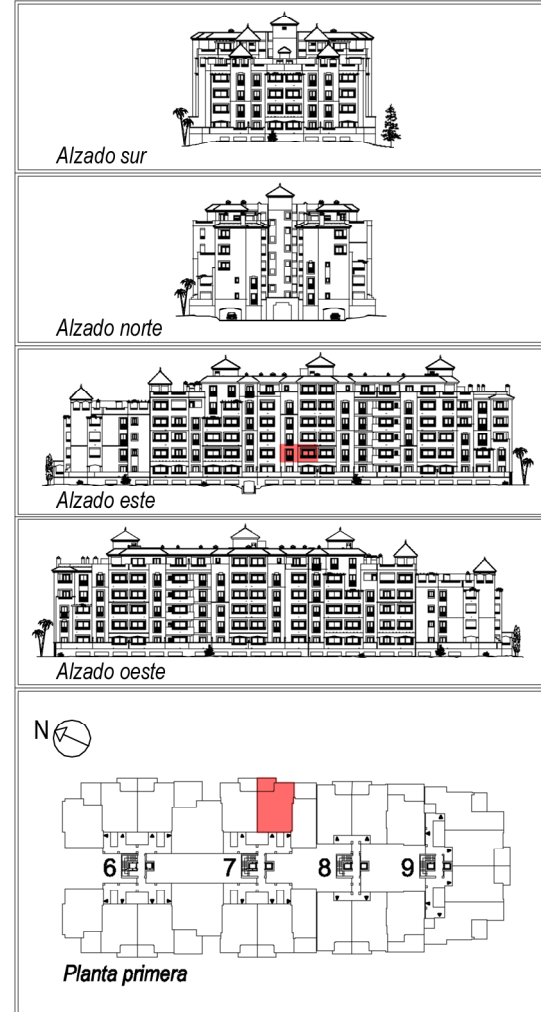 Alzado sur
Alzado norte
Alzado este
Alzado oeste
N
6 7 8 9
Planta primera